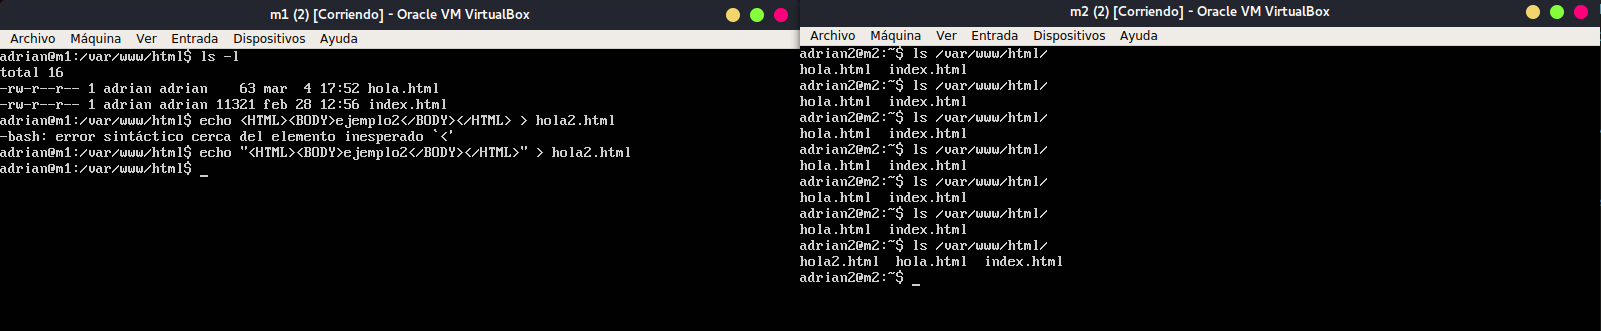 m1 (2) [Corriendo] - Oracle VM VirtualBox
Archivo Máquina Ver Entrada Dispositivos Ayuda
adrian@m1:/var/www/html$ ls -l
total 16
-rw-r--r-- 1 adrian adrian    63 mar  4 17:52 hola.html
-rw-r--r-- 1 adrian adrian 11321 feb 28 12:56 index.html
adrian@m1:/var/www/html$ echo <HTML><BODY>ejemplo2</BODY></HTML> > hola2.html
-bash: error sintáctico cerca del elemento inesperado `<'
adrian@m1:/var/www/html$ echo "<HTML><BODY>ejemplo2</BODY></HTML>" > hola2.html
adrian@m1:/var/www/html$ _
m2 (2) [Corriendo] - Oracle VM VirtualBox
Archivo Máquina Ver Entrada Dispositivos Ayuda
adrian2@m2:~$ ls /var/www/html/
hola.html  index.html
adrian2@m2:~$ ls /var/www/html/
hola.html  index.html
adrian2@m2:~$ ls /var/www/html/
hola.html  index.html
adrian2@m2:~$ ls /var/www/html/
hola.html  index.html
adrian2@m2:~$ ls /var/www/html/
hola.html  index.html
adrian2@m2:~$ ls /var/www/html/
hola.html  index.html
adrian2@m2:~$ ls /var/www/html/
hola2.html  hola.html  index.html
adrian2@m2:~$ _